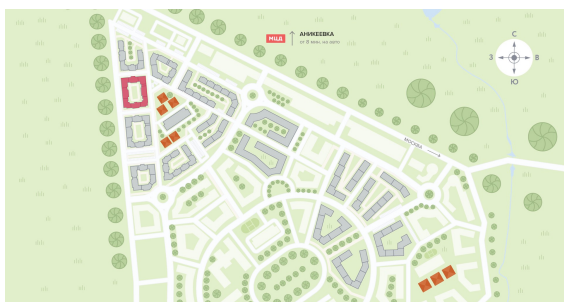 МЦД
АНИКЕЕВКА
от 8 мин. на авто
С
З
В
Ю
МОСКВА